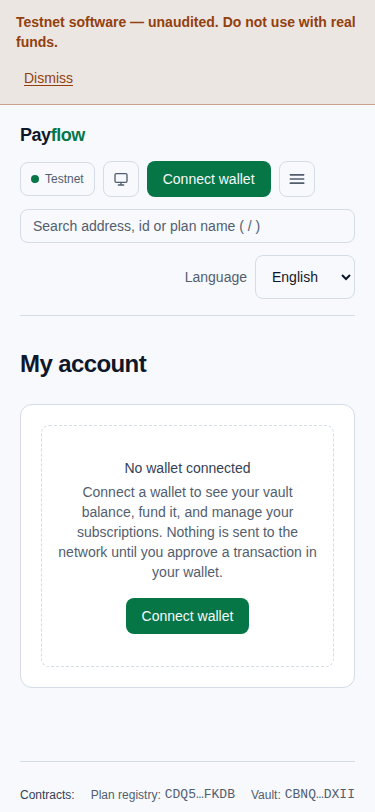 Testnet software — unaudited. Do not use with real
funds.
Dismiss
Payflow
Testnet
Connect wallet
Search address, id or plan name ( / )
Language
English
My account
No wallet connected
Connect a wallet to see your vault
balance, fund it, and manage your
subscriptions. Nothing is sent to the
network until you approve a transaction in
your wallet.
Connect wallet
Contracts: Plan registry: CDQ5…FKDB Vault: CBNQ…DXII